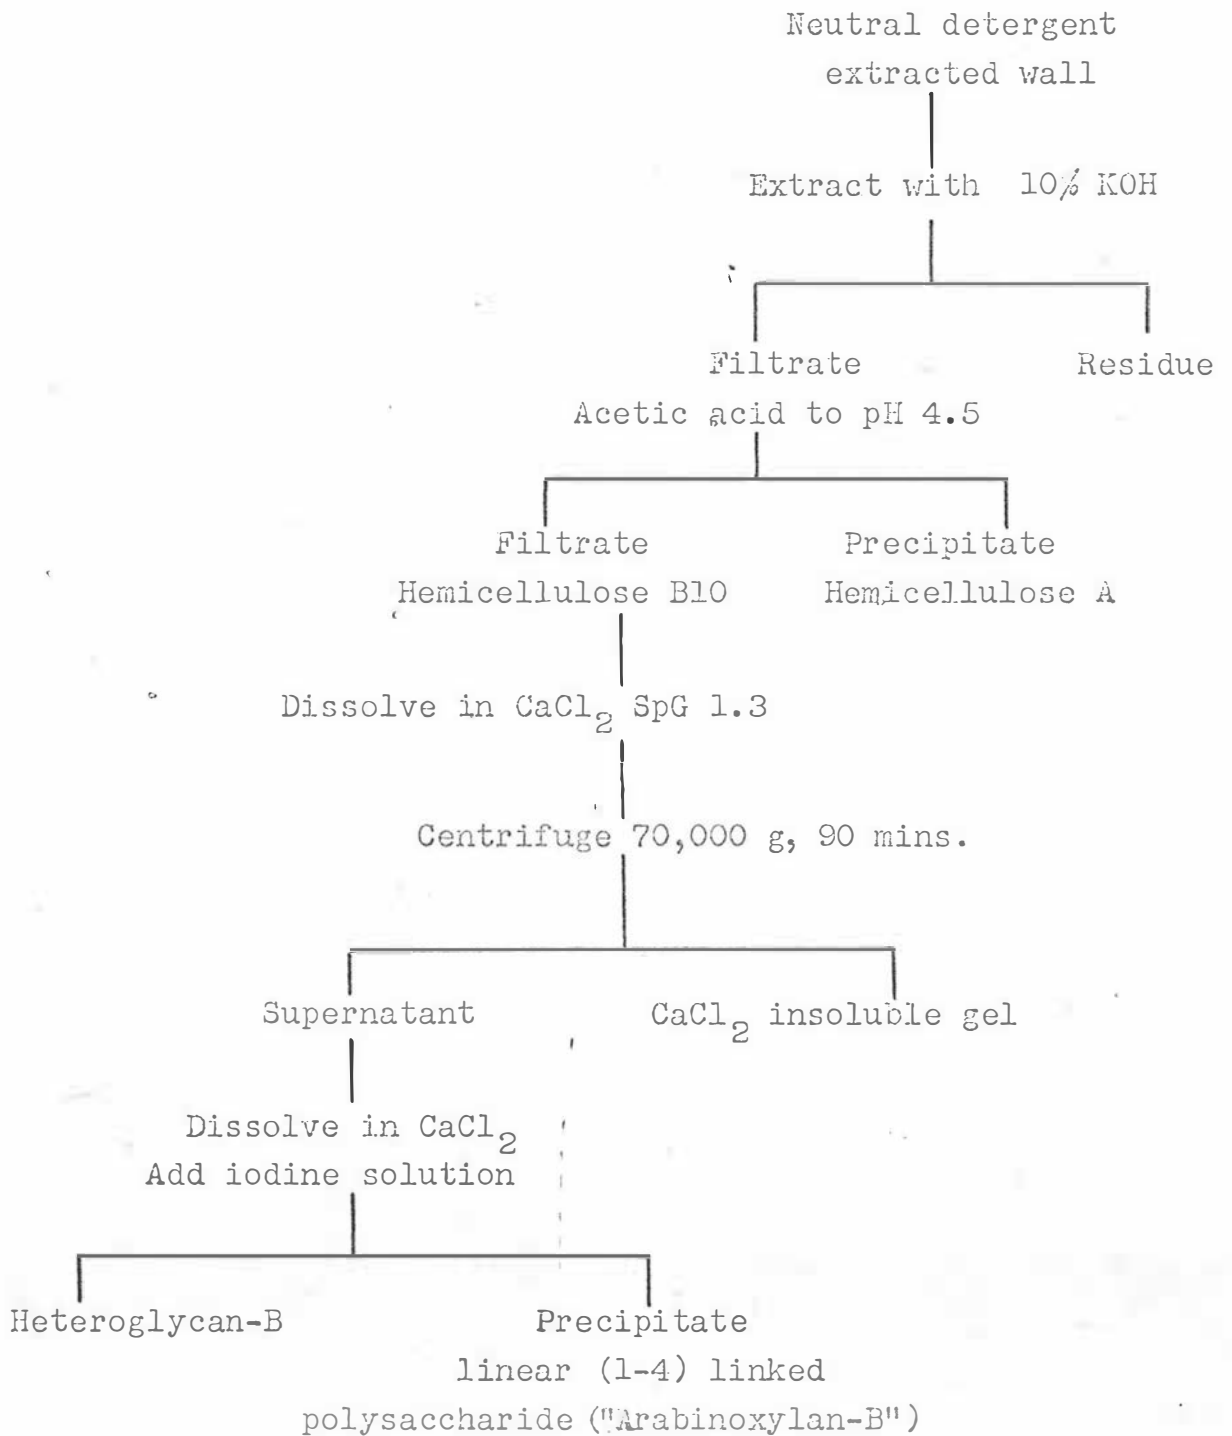 Neutral detergent
extracted wall
Extract with 10% KOH
Filtrate Residue
Acetic acid to pH 4.5
Filtrate Precipitate
Hemicellulose B10 Hemicellulose A
Dissolve in CaCl₂ SpG 1.3
Centrifuge 70,000 g, 90 mins.
Supernatant CaCl₂ insoluble gel
Dissolve in CaCl₂
Add iodine solution
Heteroglycan-B Precipitate
linear (1-4) linked
polysaccharide ("Arabinoxylan-B")